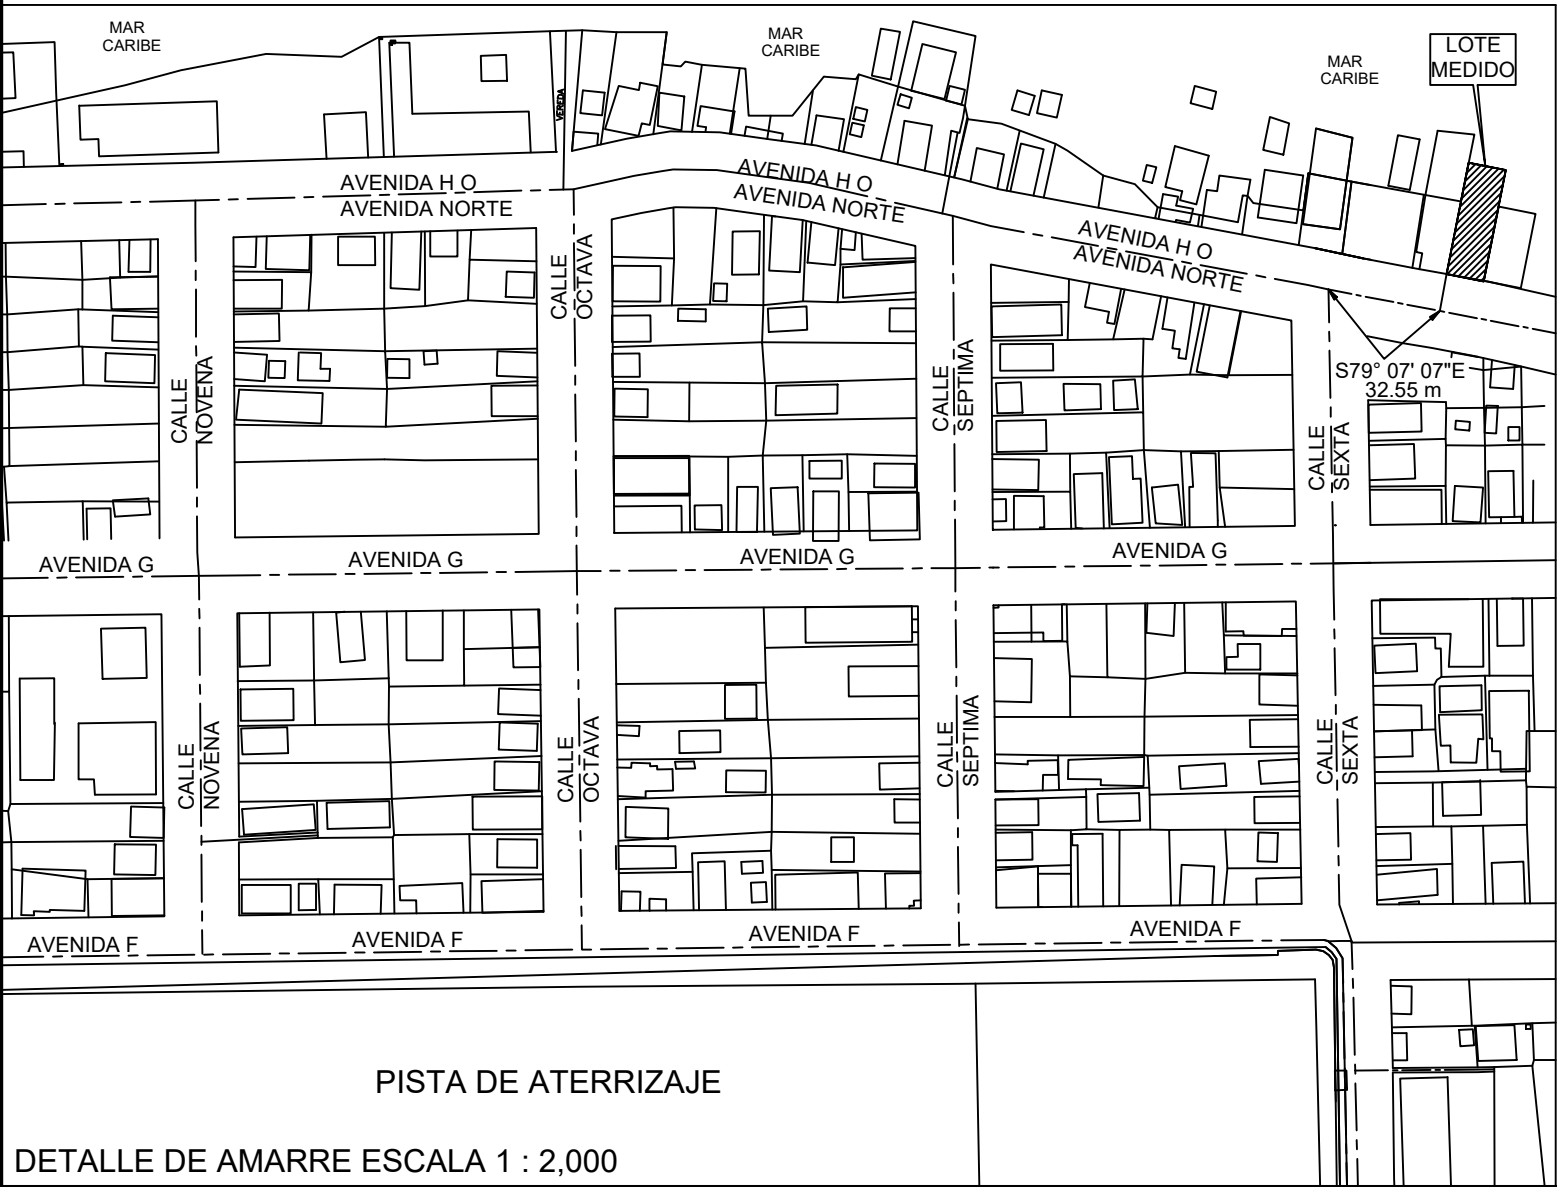 MAR
CARIBE
MAR
CARIBE
MAR
CARIBE
LOTE
MEDIDO
VEREDA
AVENIDA H O
AVENIDA NORTE
AVENIDA H O
AVENIDA NORTE
AVENIDA H O
AVENIDA NORTE
CALLE
NOVENA
CALLE
OCTAVA
CALLE
SEPTIMA
CALLE
SEXTA
S79° 07' 07"E
32.55 m
AVENIDA G
AVENIDA G
AVENIDA G
AVENIDA G
CALLE
NOVENA
CALLE
OCTAVA
CALLE
SEPTIMA
CALLE
SEXTA
AVENIDA F
AVENIDA F
AVENIDA F
AVENIDA F
PISTA DE ATERRIZAJE
DETALLE DE AMARRE ESCALA 1 : 2,000